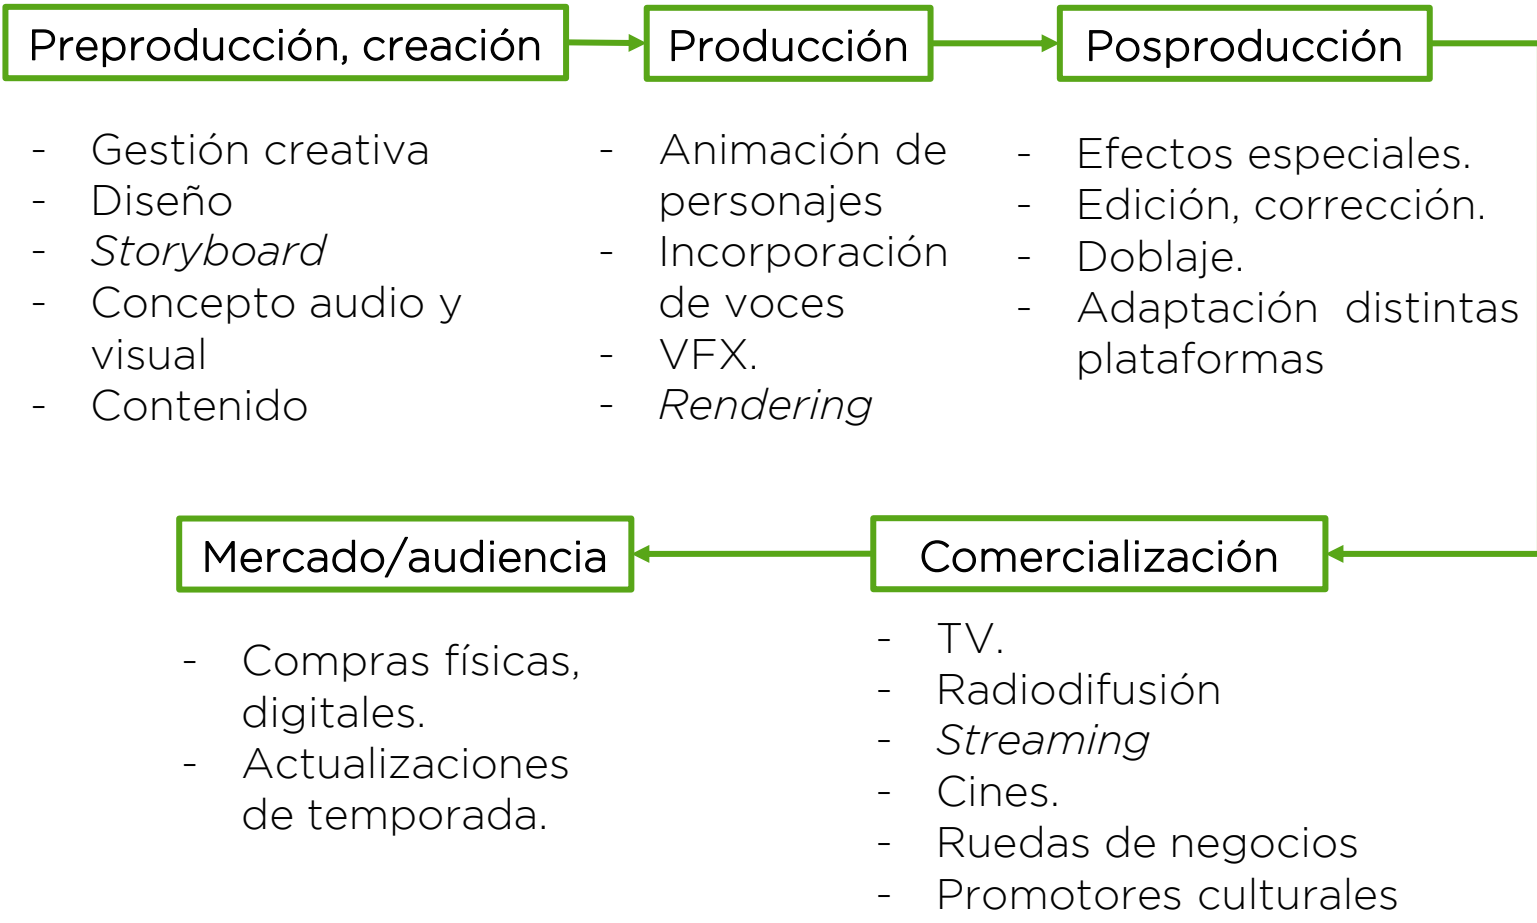 Preproducción, creación
Producción
Posproducción
- Gestión creativa
- Diseño
- Storyboard
- Concepto audio y
visual
- Contenido
- Animación de
personajes
- Incorporación
de voces
- VFX.
- Rendering
- Efectos especiales.
- Edición, corrección.
- Doblaje.
- Adaptación distintas
plataformas
Comercialización
- TV.
- Radiodifusión
- Streaming
- Cines.
- Ruedas de negocios
- Promotores culturales
Mercado/audiencia
- Compras físicas,
digitales.
- Actualizaciones
de temporada.